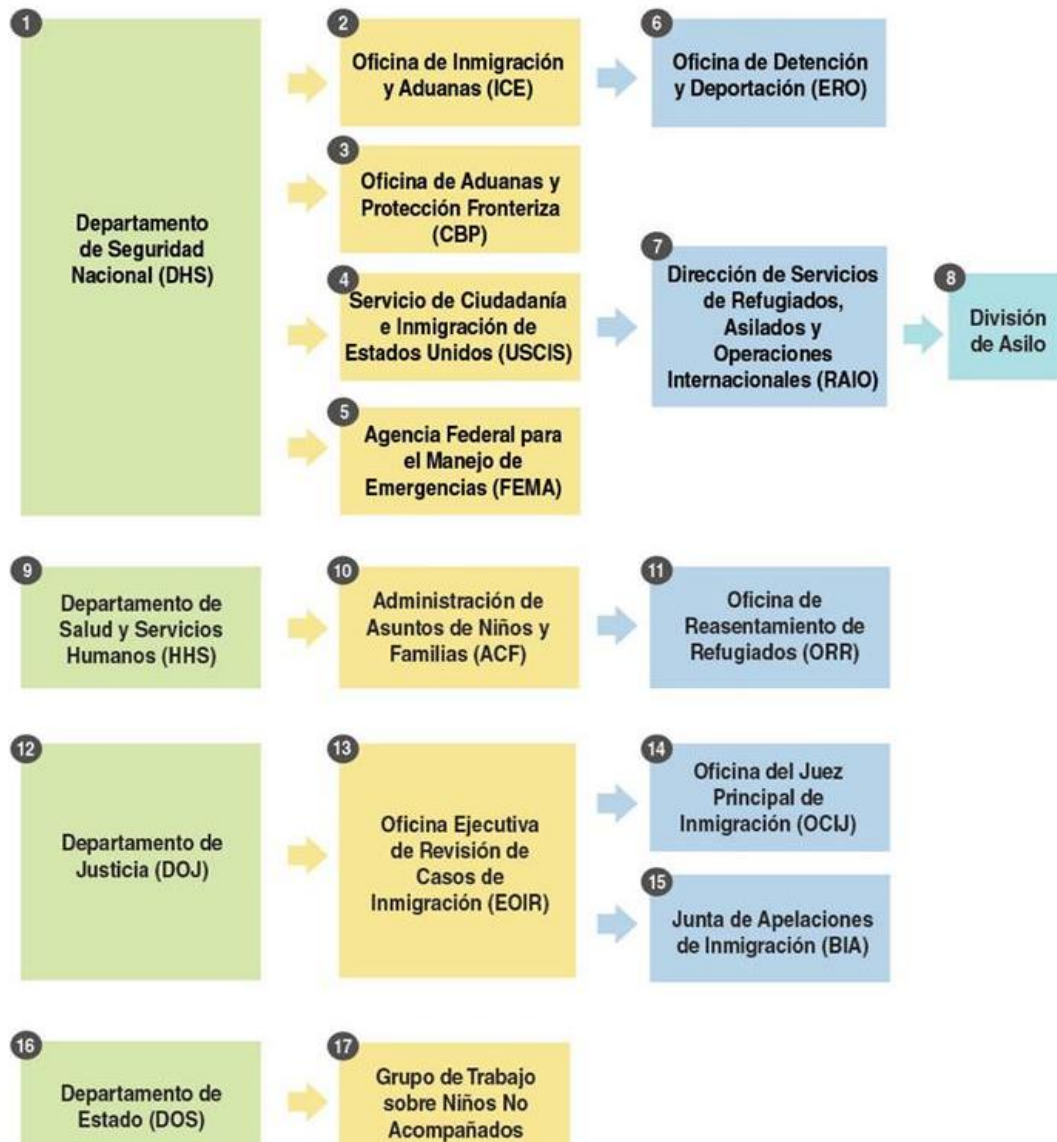 1
Departamento
de Seguridad
Nacional (DHS)
2
Oficina de Inmigración
y Aduanas (ICE)
3
Oficina de Aduanas y
Protección Fronteriza
(CBP)
4
Servicio de Ciudadanía
e Inmigración de
Estados Unidos (USCIS)
5
Agencia Federal para
el Manejo de
Emergencias (FEMA)
6
Oficina de Detención
y Deportación (ERO)
7
Dirección de Servicios
de Refugiados,
Asilados y
Operaciones
Internacionales (RAIO)
8
División
de Asilo
9
Departamento de
Salud y Servicios
Humanos (HHS)
10
Administración de
Asuntos de Niños y
Familias (ACF)
11
Oficina de
Reasentamiento de
Refugiados (ORR)
12
Departamento de
Justicia (DOJ)
13
Oficina Ejecutiva
de Revisión de
Casos de
Inmigración (EOIR)
14
Oficina del Juez
Principal de
Inmigración (OCIJ)
15
Junta de Apelaciones
de Inmigración (BIA)
16
Departamento de
Estado (DOS)
17
Grupo de Trabajo
sobre Niños No
Acompañados